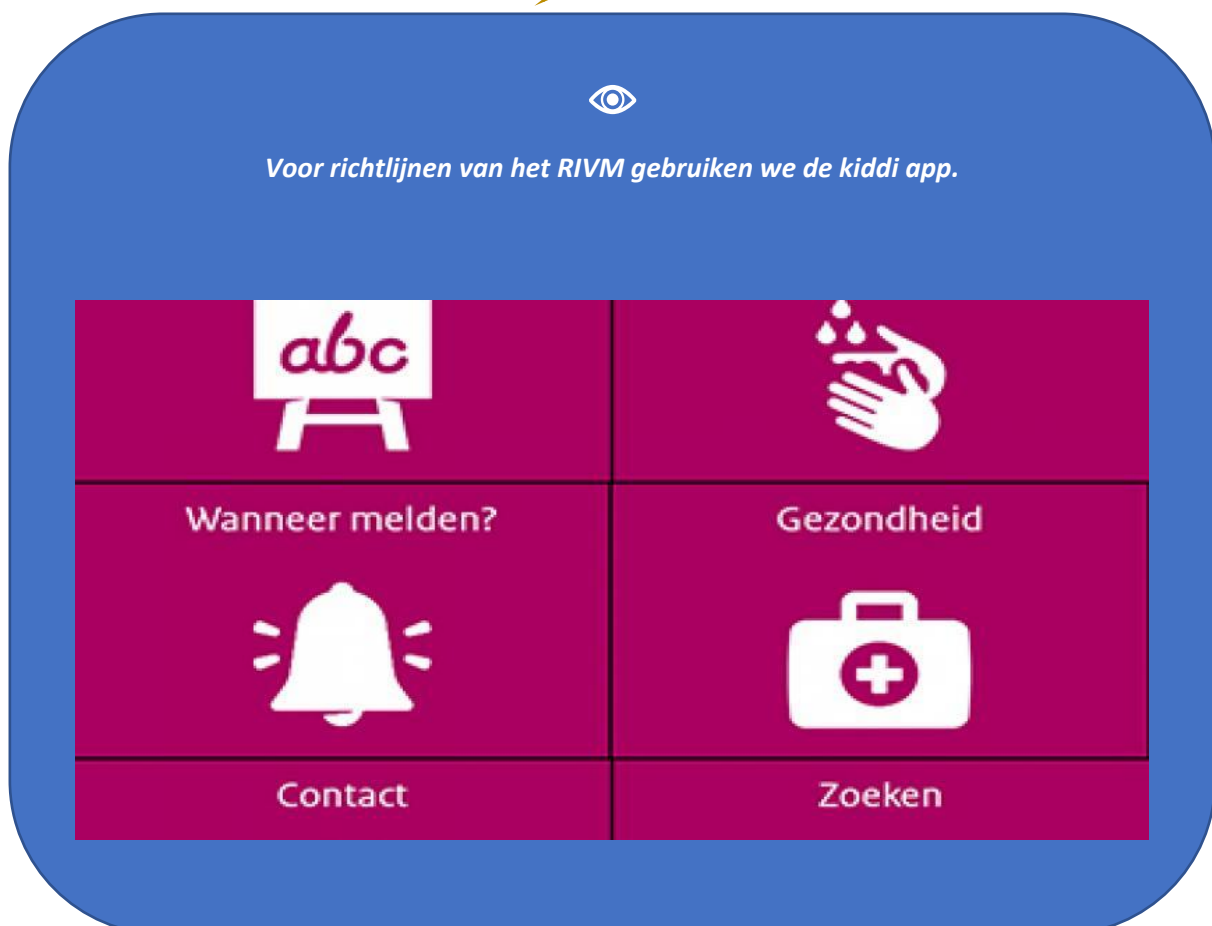 Voor richtlijnen van het RIVM gebruiken we de kiddi app.
abc
Wanneer melden?
Gezondheid
Contact
Zoeken